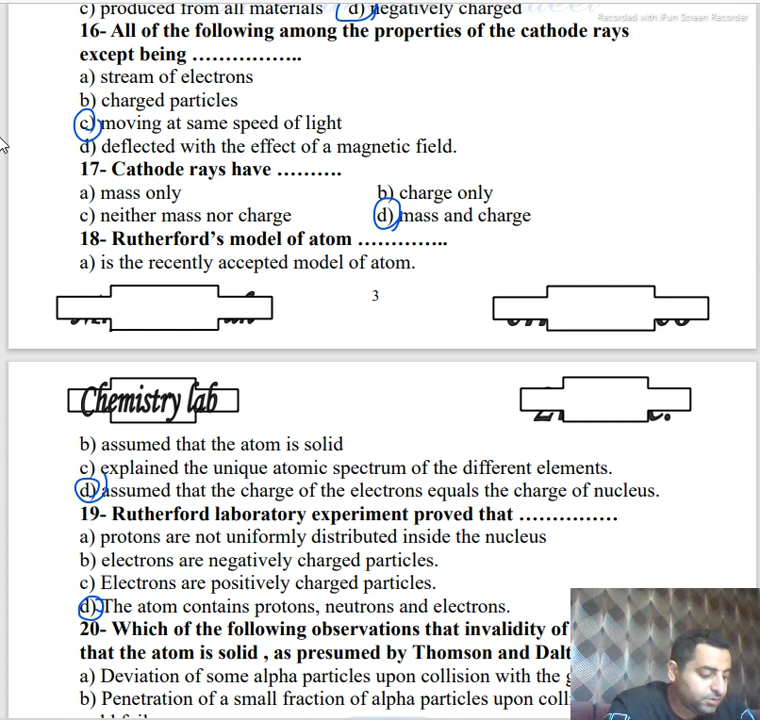 c) produced from all materials d) negatively charged
Recorded with iFun Screen Recorder
16- All of the following among the properties of the cathode rays
except being ……………..
a) stream of electrons
b) charged particles
c) moving at same speed of light
d) deflected with the effect of a magnetic field.
17- Cathode rays have ……….
a) mass only b) charge only
c) neither mass nor charge d) mass and charge
18- Rutherford’s model of atom …………..
a) is the recently accepted model of atom.
3
Chemistry lab
b) assumed that the atom is solid
c) explained the unique atomic spectrum of the different elements.
d) assumed that the charge of the electrons equals the charge of nucleus.
19- Rutherford laboratory experiment proved that ……………
a) protons are not uniformly distributed inside the nucleus
b) electrons are negatively charged particles.
c) Electrons are positively charged particles.
d) The atom contains protons, neutrons and electrons.
20- Which of the following observations that invalidity of
that the atom is solid , as presumed by Thomson and Dalt
a) Deviation of some alpha particles upon collision with the
b) Penetration of a small fraction of alpha particles upon coll